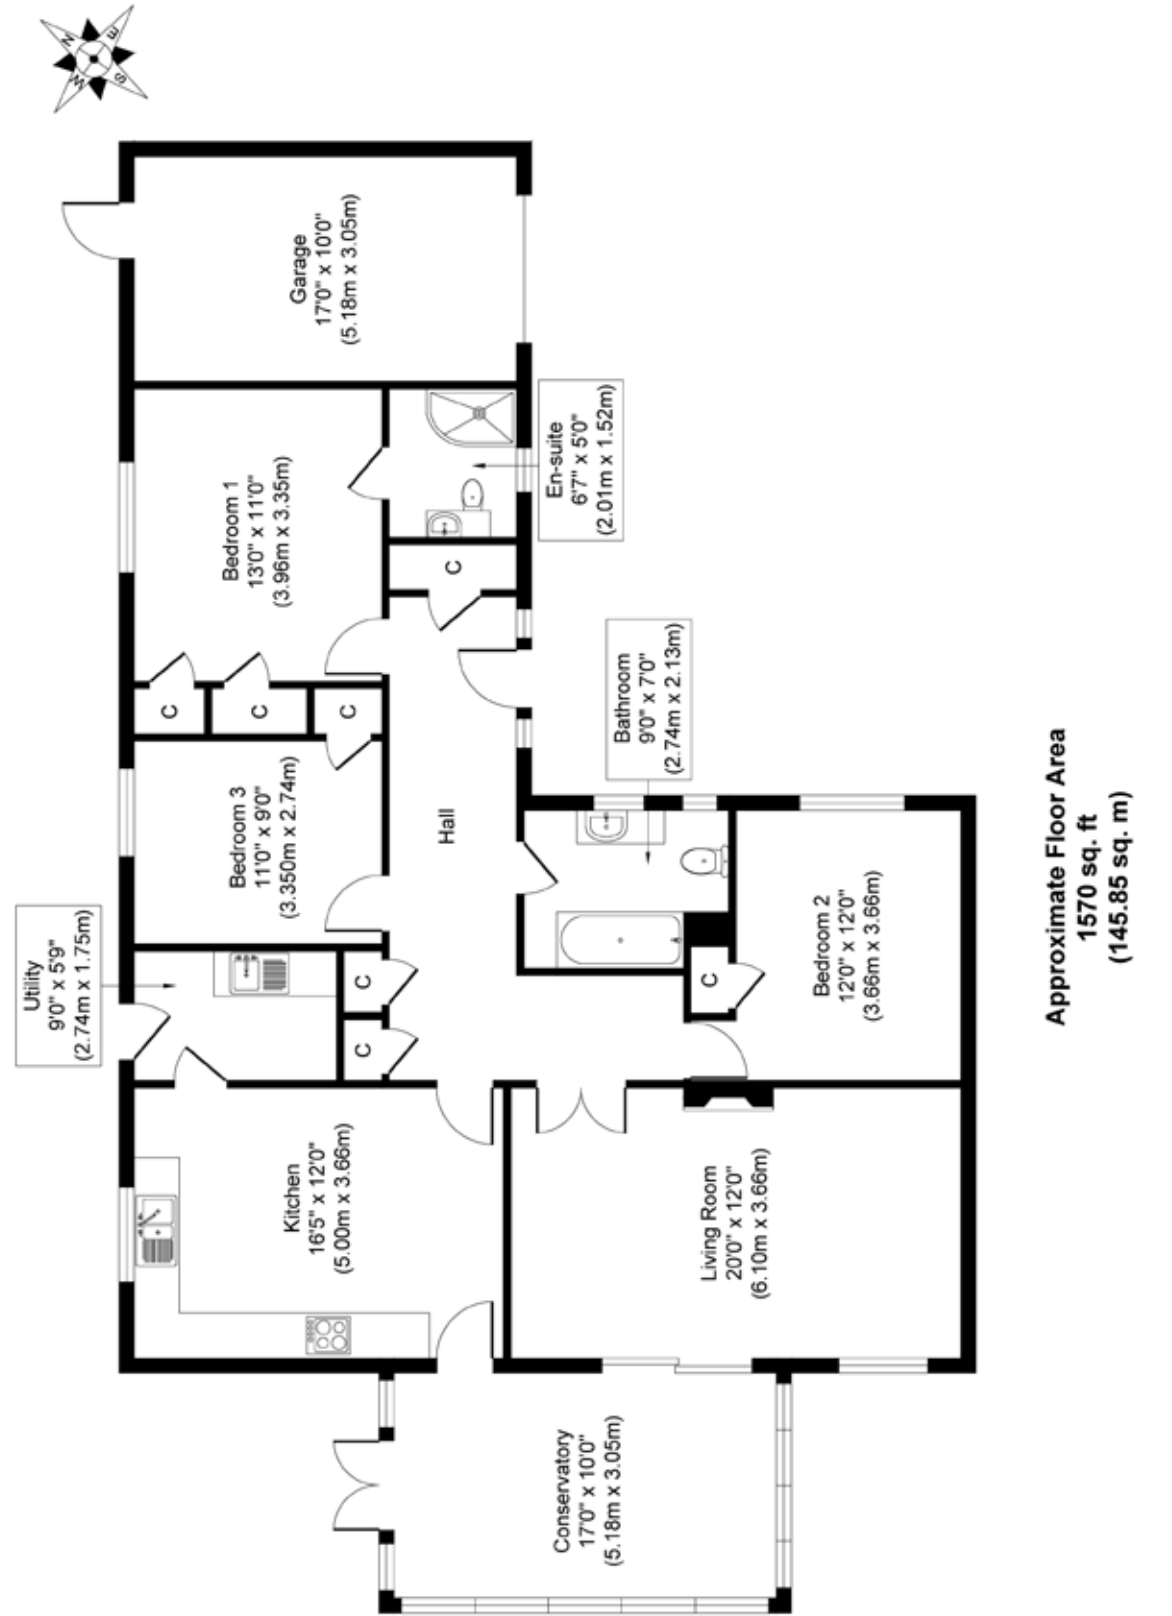 N
E
S
W
Conservatory
17'0" x 10'0"
(5.18m x 3.05m)
Kitchen
16'5" x 12'0"
(5.00m x 3.66m)
Living Room
20'0" x 12'0"
(6.10m x 3.66m)
Utility
9'0" x 5'9"
(2.74m x 1.75m)
C
C
C
Bedroom 2
12'0" x 12'0"
(3.66m x 3.66m)
Bedroom 3
11'0" x 9'0"
(3.350m x 2.74m)
Hall
Bathroom
9'0" x 7'0"
(2.74m x 2.13m)
C
C
C
Bedroom 1
13'0" x 11'0"
(3.96m x 3.35m)
C
En-suite
6'7" x 5'0"
(2.01m x 1.52m)
Garage
17'0" x 10'0"
(5.18m x 3.05m)
Approximate Floor Area
1570 sq. ft
(145.85 sq. m)